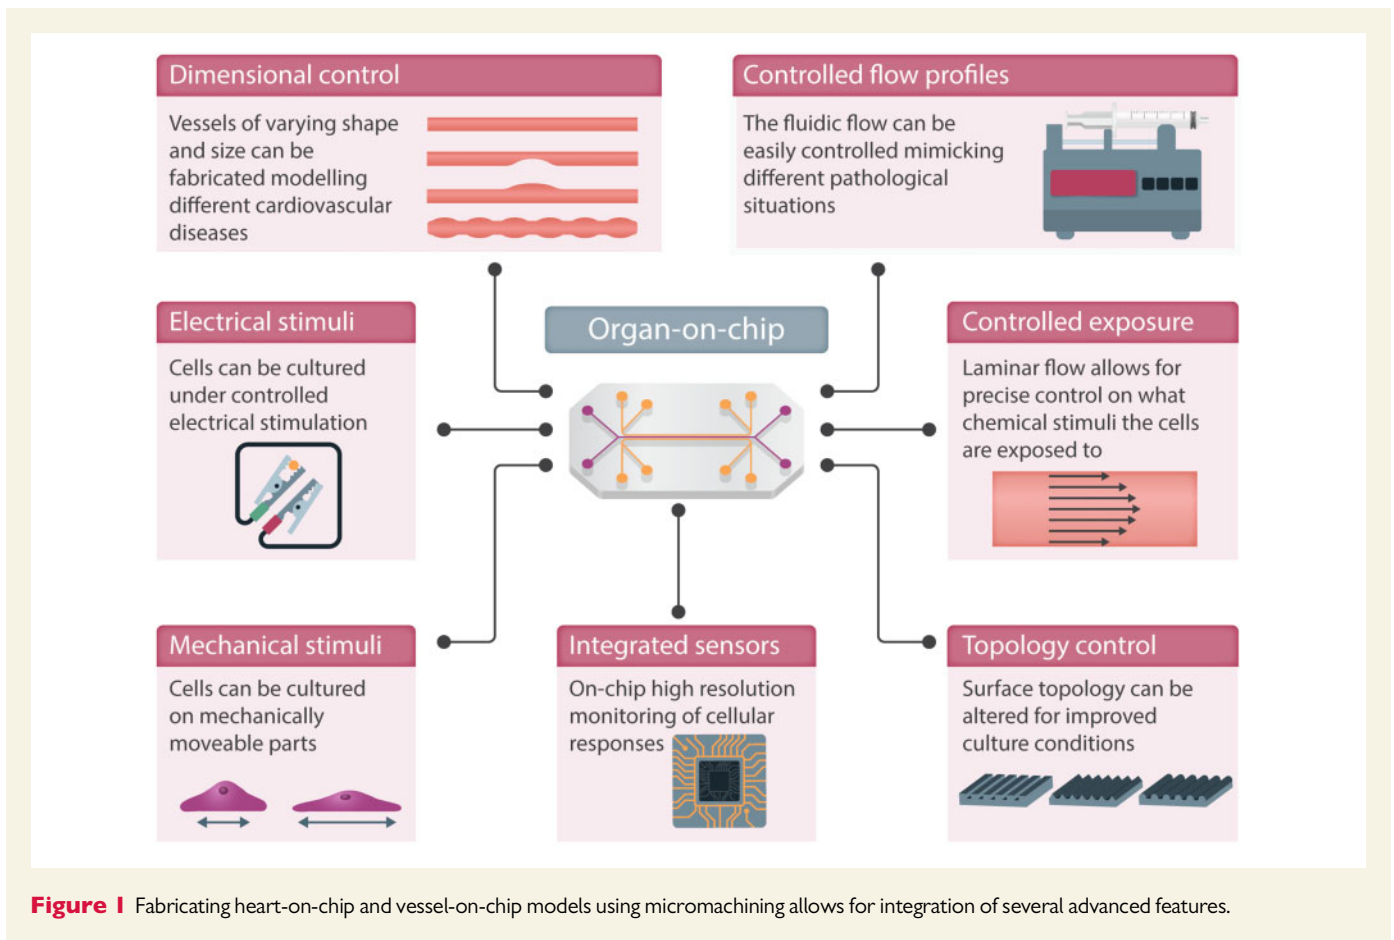 Dimensional control
Vessels of varying shape
and size can be
fabricated modelling
different cardiovascular
diseases
Controlled flow profiles
The fluidic flow can be
easily controlled mimicking
different pathological
situations
Electrical stimuli
Cells can be cultured
under controlled
electrical stimulation
Organ-on-chip
Controlled exposure
Laminar flow allows for
precise control on what
chemical stimuli the cells
are exposed to
Mechanical stimuli
Cells can be cultured
on mechanically
moveable parts
Integrated sensors
On-chip high resolution
monitoring of cellular
responses
Topology control
Surface topology can be
altered for improved
culture conditions
Figure 1 Fabricating heart-on-chip and vessel-on-chip models using micromachining allows for integration of several advanced features.